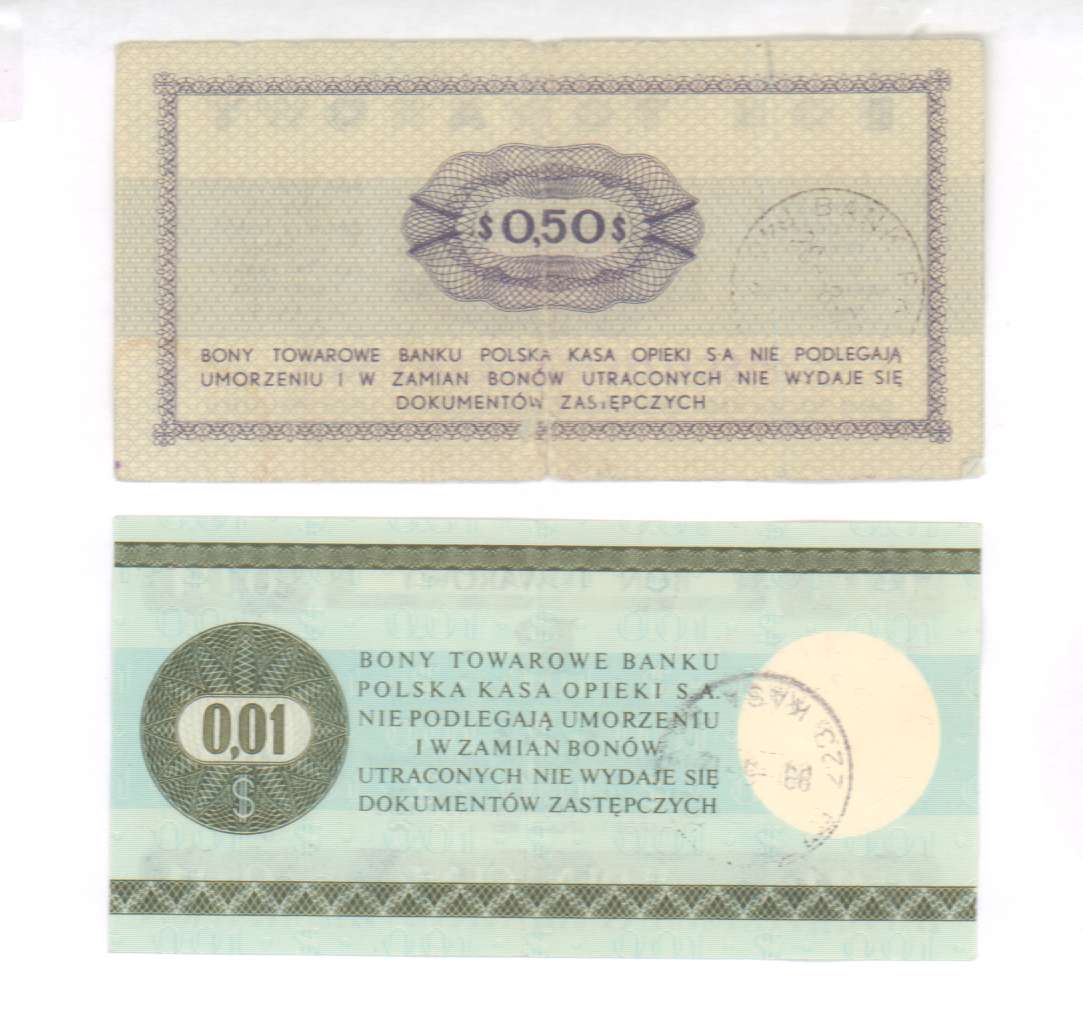 $ 0,50 $
BANK
BONY TOWAROWE BANKU POLSKA KASA OPIEKI S·A NIE PODLEGAJĄ
UMORZENIU I W ZAMIAN BONÓW UTRACONYCH NIE WYDAJE SIĘ
DOKUMENTÓW ZASTĘPCZYCH
BONY TOWAROWE BANKU
POLSKA KASA OPIEKI S.A.
NIE PODLEGAJĄ UMORZENIU
I W ZAMIAN BONÓW
UTRACONYCH NIE WYDAJE SIĘ
DOKUMENTÓW ZASTĘPCZYCH
0,01
$
KASA